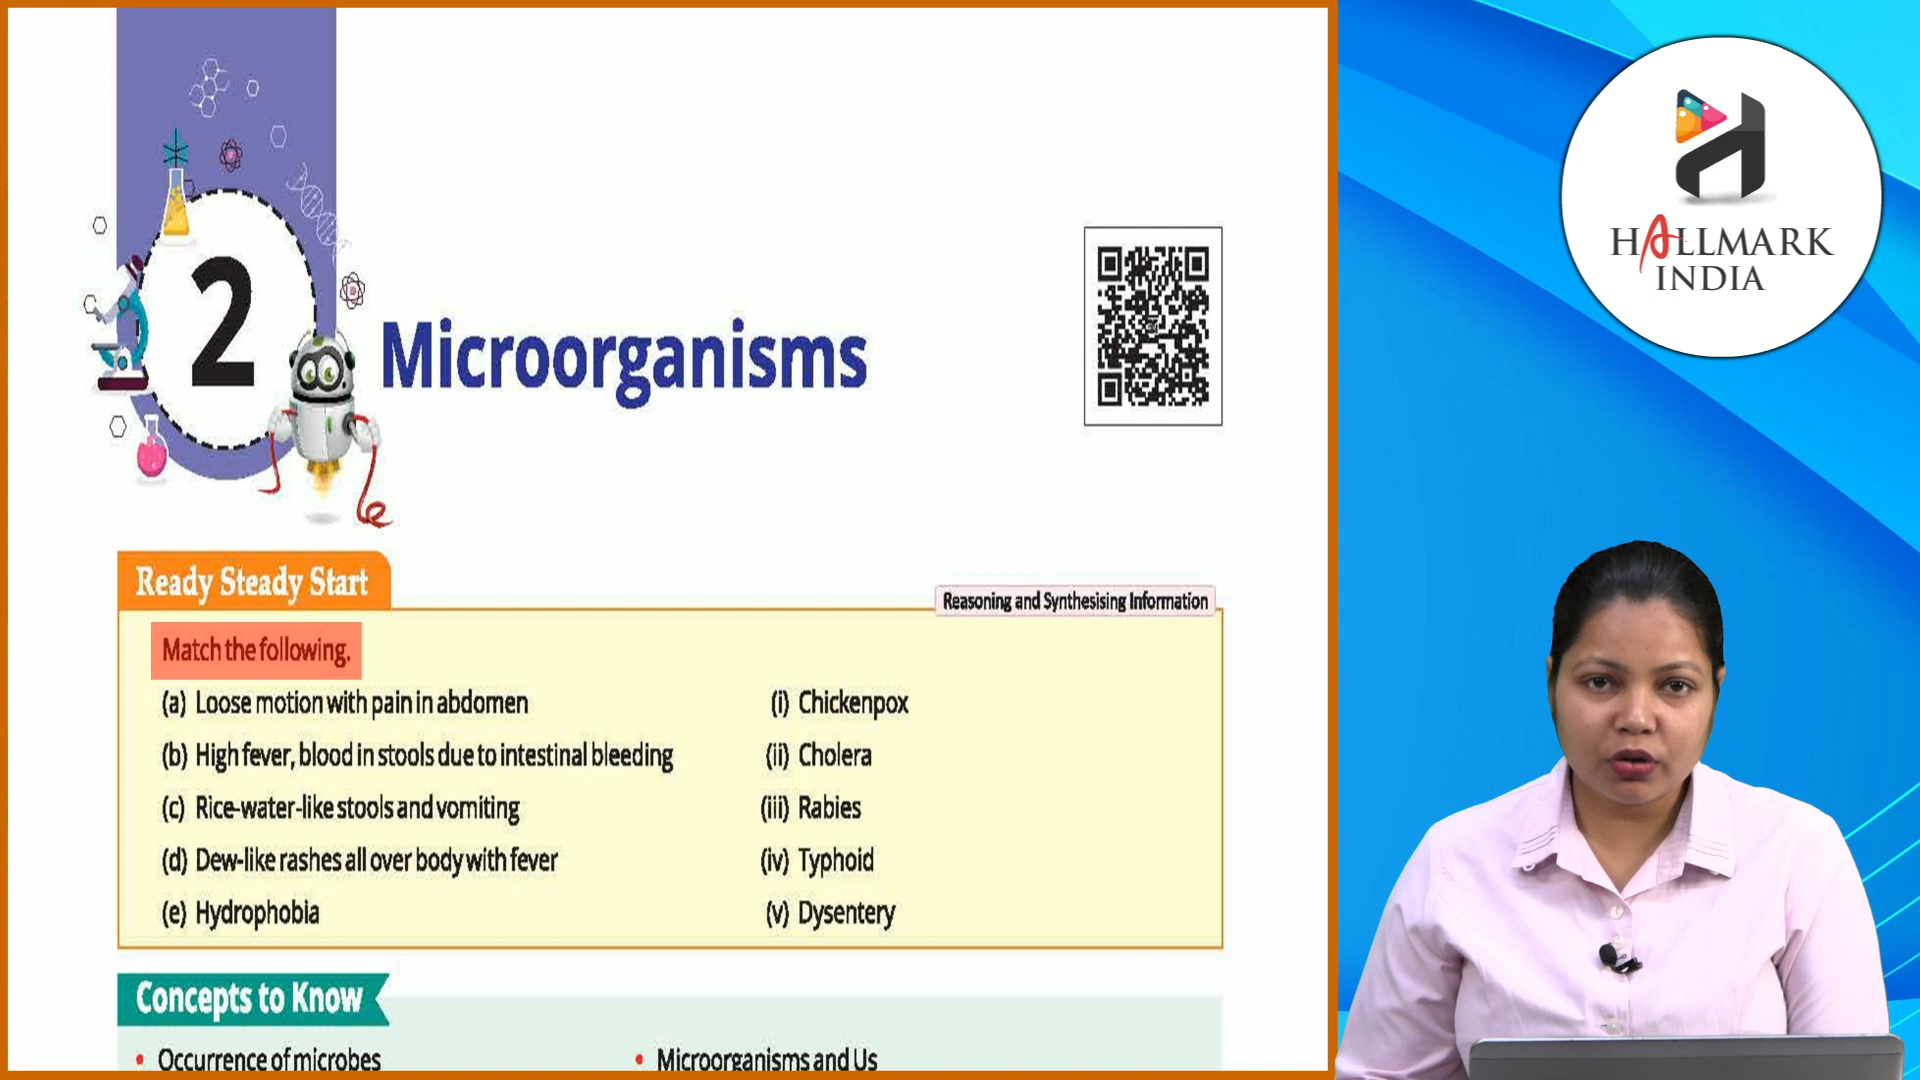 2
Microorganisms
HALLMARK
INDIA
Ready Steady Start
Reasoning and Synthesising Information
Match the following.
(a) Loose motion with pain in abdomen (i) Chickenpox
(b) High fever, blood in stools due to intestinal bleeding (ii) Cholera
(c) Rice-water-like stools and vomiting (iii) Rabies
(d) Dew-like rashes all over body with fever (iv) Typhoid
(e) Hydrophobia (v) Dysentery
Concepts to Know
• Occurrence of microbes • Microorganisms and Us